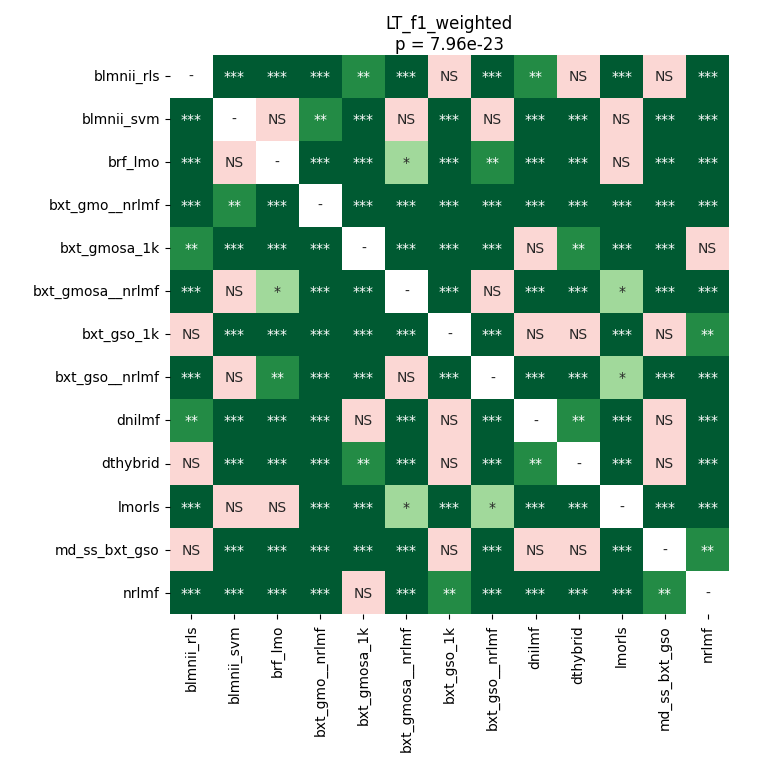 LT_f1_weighted
p = 7.96e-23
blmnii_rls - *** *** *** ** *** NS *** ** NS *** NS ***
blmnii_svm *** - NS ** *** NS *** NS *** *** NS *** ***
brf_lmo *** NS - *** *** * *** ** *** *** NS *** ***
bxt_gmo__nrlmf *** ** *** - *** *** *** *** *** *** *** *** ***
bxt_gmosa_1k ** *** *** *** - *** *** *** NS ** *** *** NS
bxt_gmosa__nrlmf *** NS * *** *** - *** NS *** *** * *** ***
bxt_gso_1k NS *** *** *** *** *** - *** NS NS *** NS **
bxt_gso__nrlmf *** NS ** *** *** NS *** - *** *** * *** ***
dnilmf ** *** *** *** NS *** NS *** - ** *** NS ***
dthybrid NS *** *** *** ** *** NS *** ** - *** NS ***
lmorls *** NS NS *** *** * *** * *** *** - *** ***
md_ss_bxt_gso NS *** *** *** *** *** NS *** NS NS *** - **
nrlmf *** *** *** *** NS *** ** *** *** *** *** ** -
blmnii_rls
blmnii_svm
brf_lmo
bxt_gmo__nrlmf
bxt_gmosa_1k
bxt_gmosa__nrlmf
bxt_gso_1k
bxt_gso__nrlmf
dnilmf
dthybrid
lmorls
md_ss_bxt_gso
nrlmf